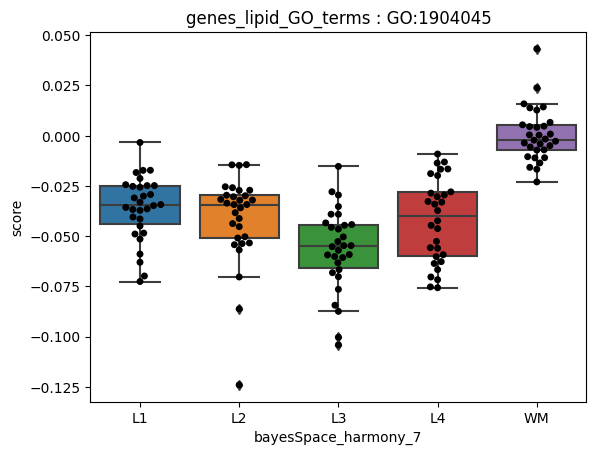 genes_lipid_GO_terms : GO:1904045
0.050
0.025
0.000
−0.025
−0.050
−0.075
−0.100
−0.125
score
L1 L2 L3 L4 WM
bayesSpace_harmony_7